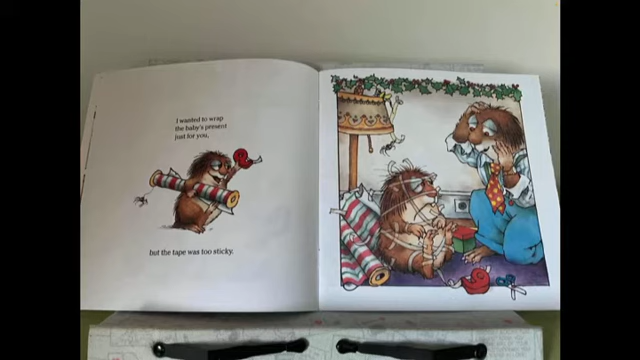 I wanted to wrap
the baby's present
just for you,
but the tape was too sticky.